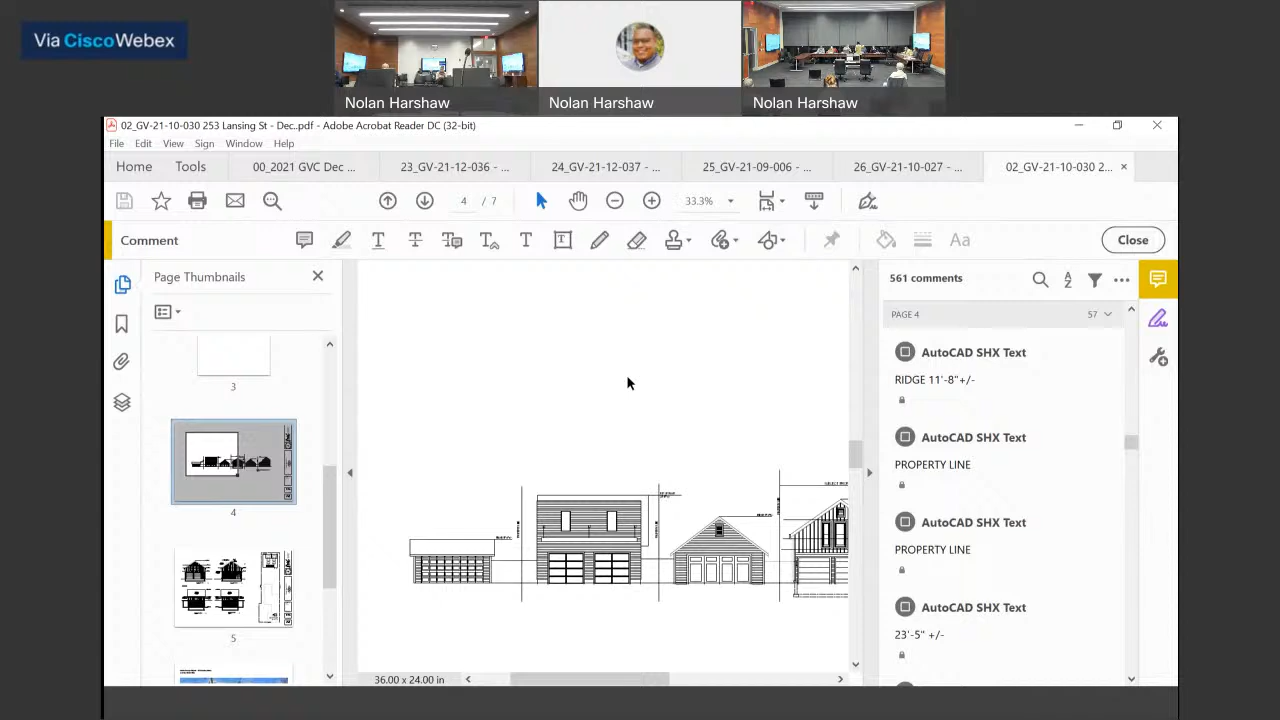 Via Cisco Webex
Nolan Harshaw
Nolan Harshaw
Nolan Harshaw
02_GV-21-10-030 253 Lansing St - Dec..pdf - Adobe Acrobat Reader DC (32-bit)
File Edit View Sign Window Help
Home Tools 00_2021 GVC Dec ... 23_GV-21-12-036 - ... 24_GV-21-12-037 - ... 25_GV-21-09-006 - ... 26_GV-21-10-027 - ... 02_GV-21-10-030 2... ×
4 / 7 33.3%
Comment T T T T T Aa Close
Page Thumbnails
3
4
5
36.00 x 24.00 in
561 comments
PAGE 4 57
AutoCAD SHX Text
RIDGE 11'-8"+/-
AutoCAD SHX Text
PROPERTY LINE
AutoCAD SHX Text
PROPERTY LINE
AutoCAD SHX Text
23'-5" +/-